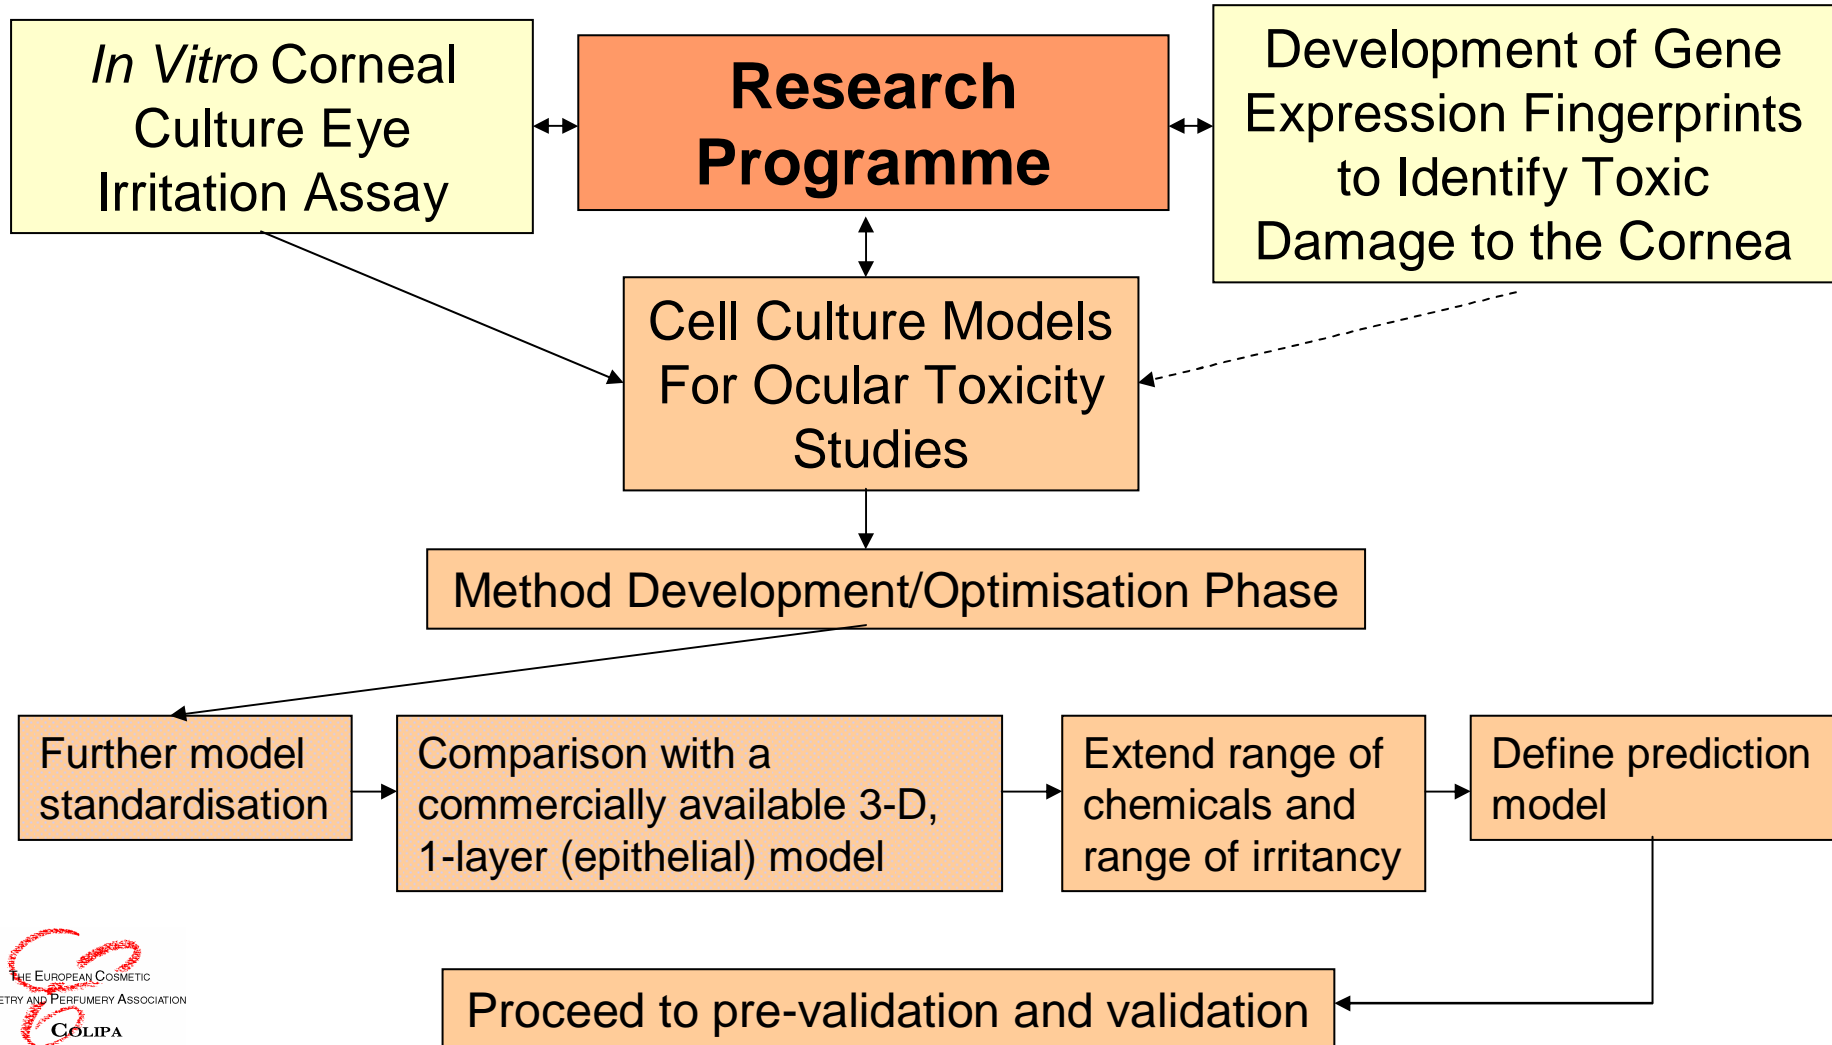 In Vitro Corneal
Culture Eye
Irritation Assay
Research
Programme
Development of Gene
Expression Fingerprints
to Identify Toxic
Damage to the Cornea
Cell Culture Models
For Ocular Toxicity
Studies
Method Development/Optimisation Phase
Further model
standardisation
Comparison with a
commercially available 3-D,
1-layer (epithelial) model
Extend range of
chemicals and
range of irritancy
Define prediction
model
Proceed to pre-validation and validation
THE EUROPEAN COSMETIC
ETRY AND PERFUMERY ASSOCIATION
COLIPA